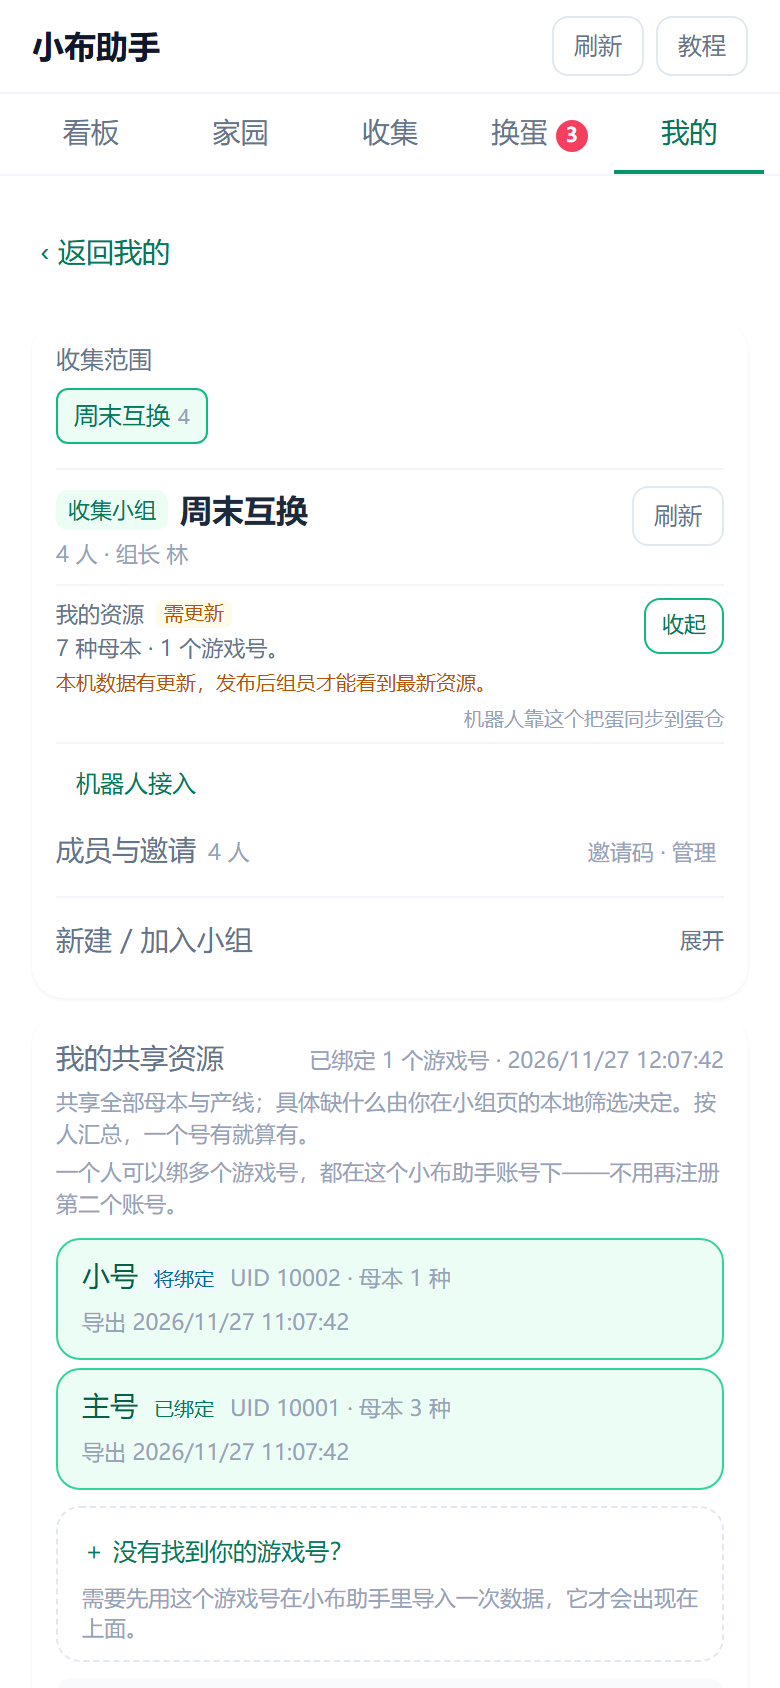 小布助手
刷新
教程
看板
家园
收集
换蛋 3
我的
‹ 返回我的
收集范围
周末互换 4
收集小组 周末互换
刷新
4 人 · 组长 林
我的资源 需更新
收起
7 种母本 · 1 个游戏号。
本机数据有更新，发布后组员才能看到最新资源。
机器人靠这个把蛋同步到蛋仓
机器人接入
成员与邀请 4 人
邀请码 · 管理
新建 / 加入小组
展开
我的共享资源
已绑定 1 个游戏号 · 2026/11/27 12:07:42
共享全部母本与产线；具体缺什么由你在小组页的本地筛选决定。按
人汇总，一个号有就算有。
一个人可以绑多个游戏号，都在这个小布助手账号下——不用再注册
第二个账号。
小号 将绑定 UID 10002 · 母本 1 种
导出 2026/11/27 11:07:42
主号 已绑定 UID 10001 · 母本 3 种
导出 2026/11/27 11:07:42
+ 没有找到你的游戏号？
需要先用这个游戏号在小布助手里导入一次数据，它才会出现在
上面。